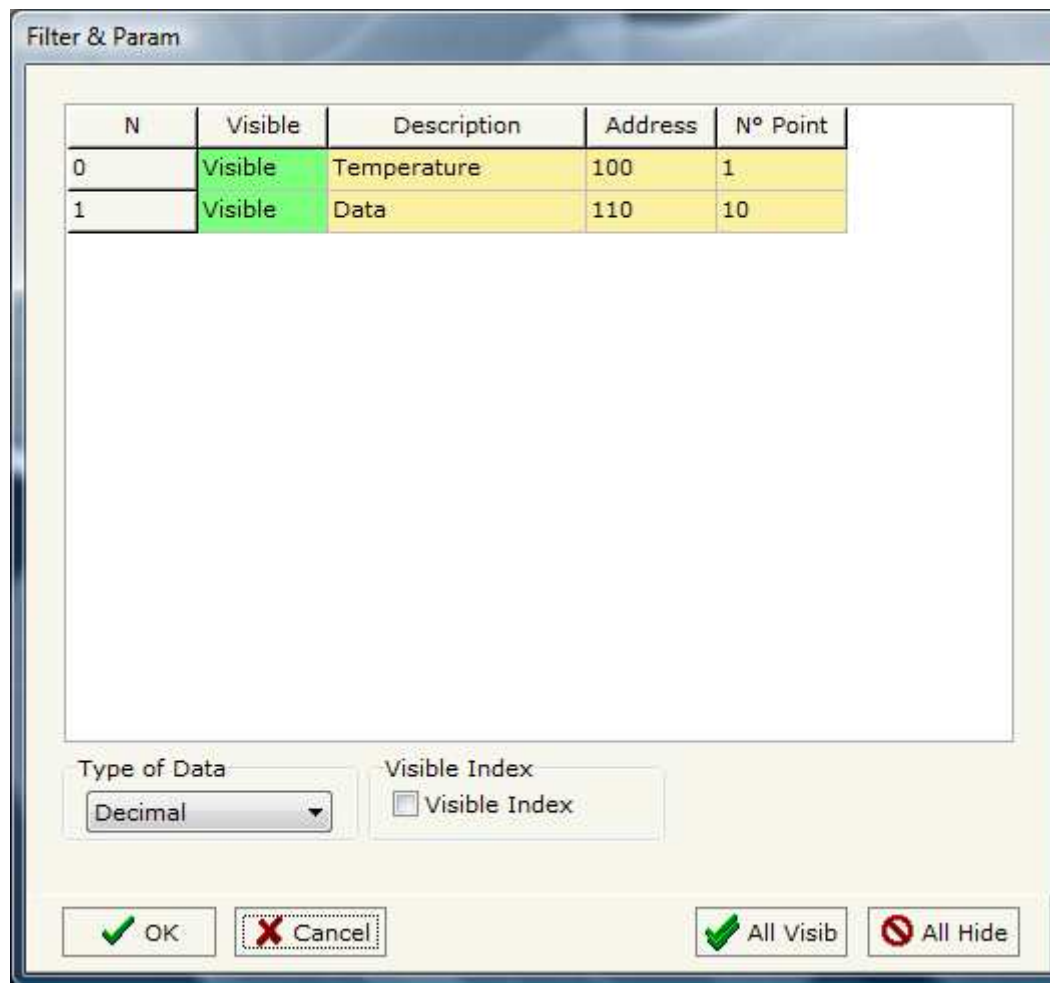 Filter & Param
N Visible Description Address N° Point
0 Visible Temperature 100 1
1 Visible Data 110 10
Type of Data Visible Index
Decimal Visible Index
OK Cancel All Visib All Hide